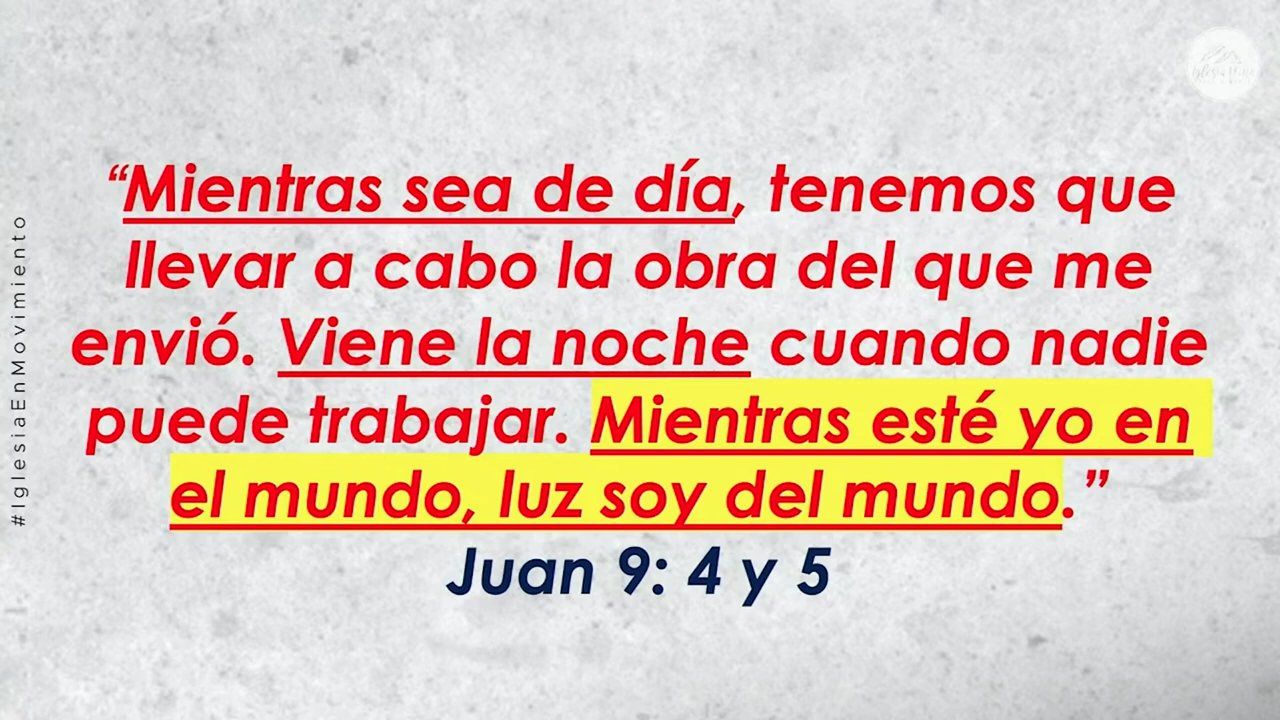 “Mientras sea de día, tenemos que
llevar a cabo la obra del que me
envió. Viene la noche cuando nadie
puede trabajar. Mientras esté yo en
el mundo, luz soy del mundo.”
Juan 9: 4 y 5
#IglesiaEnMovimiento